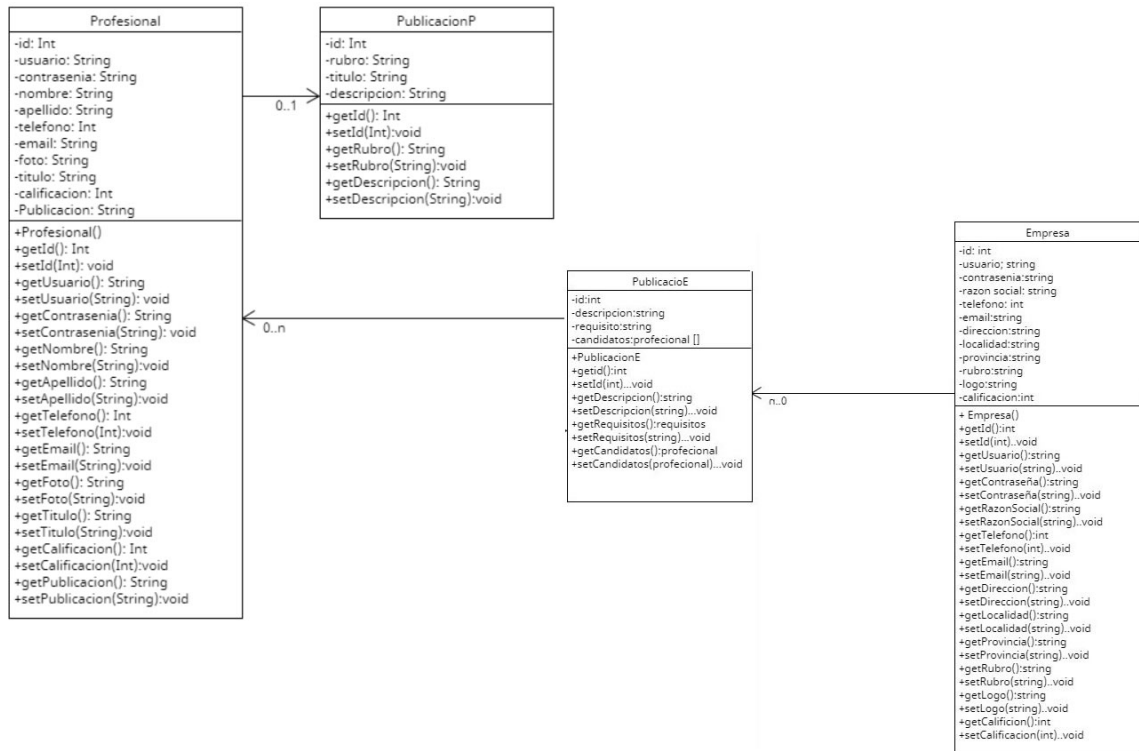 Profesional
-id: Int
-usuario: String
-contrasenia: String
-nombre: String
-apellido: String
-telefono: Int
-email: String
-foto: String
-titulo: String
-calificacion: Int
-Publicacion: String
+Profesional()
+getId(): Int
+setId(Int): void
+getUsuario(): String
+setUsuario(String): void
+getContrasenia(): String
+setContrasenia(String): void
+getNombre(): String
+setNombre(String):void
+getApellido(): String
+setApellido(String):void
+getTelefono(): Int
+setTelefono(Int):void
+getEmail(): String
+setEmail(String):void
+getFoto(): String
+setFoto(String):void
+getTitulo(): String
+setTitulo(String):void
+getCalificacion(): Int
+setCalificacion(Int):void
+getPublicacion(): String
+setPublicacion(String):void
0..1
PublicacionP
-id: Int
-rubro: String
-titulo: String
-descripcion: String
+getId(): Int
+setId(Int):void
+getRubro(): String
+setRubro(String):void
+getDescripcion(): String
+setDescripcion(String):void
0..n
PublicacioE
-id:int
-descripcion:string
-requisito:string
-candidatos:profecional []
+PublicacionE
+getid():int
+setId(int)...void
+getDescripcion():string
+setDescripcion(string)...void
+getRequisitos():requisitos
+setRequisitos(string)...void
+getCandidatos():profecional
+setCandidatos(profecional)...void
n..0
Empresa
-id: int
-usuario; string
-contrasenia:string
-razon social: string
-telefono: int
-email:string
-direccion:string
-localidad:string
-provincia:string
-rubro:string
-logo:string
-calificacion:int
+ Empresa()
+getId():int
+setId(int)..void
+getUsuario():string
+setUsuario(string)..void
+getContraseña():string
+setContraseña(string)..void
+getRazonSocial():string
+setRazonSocial(string)..void
+getTelefono():int
+setTelefono(int)..void
+getEmail():string
+setEmail(string)..void
+getDireccion():string
+setDireccion(string)..void
+getLocalidad():string
+setLocalidad(string)..void
+getProvincia():string
+setProvincia(string)..void
+getRubro():string
+setRubro(string)..void
+getLogo():string
+setLogo(string)..void
+getCalificion():int
+setCalificacion(int)..void